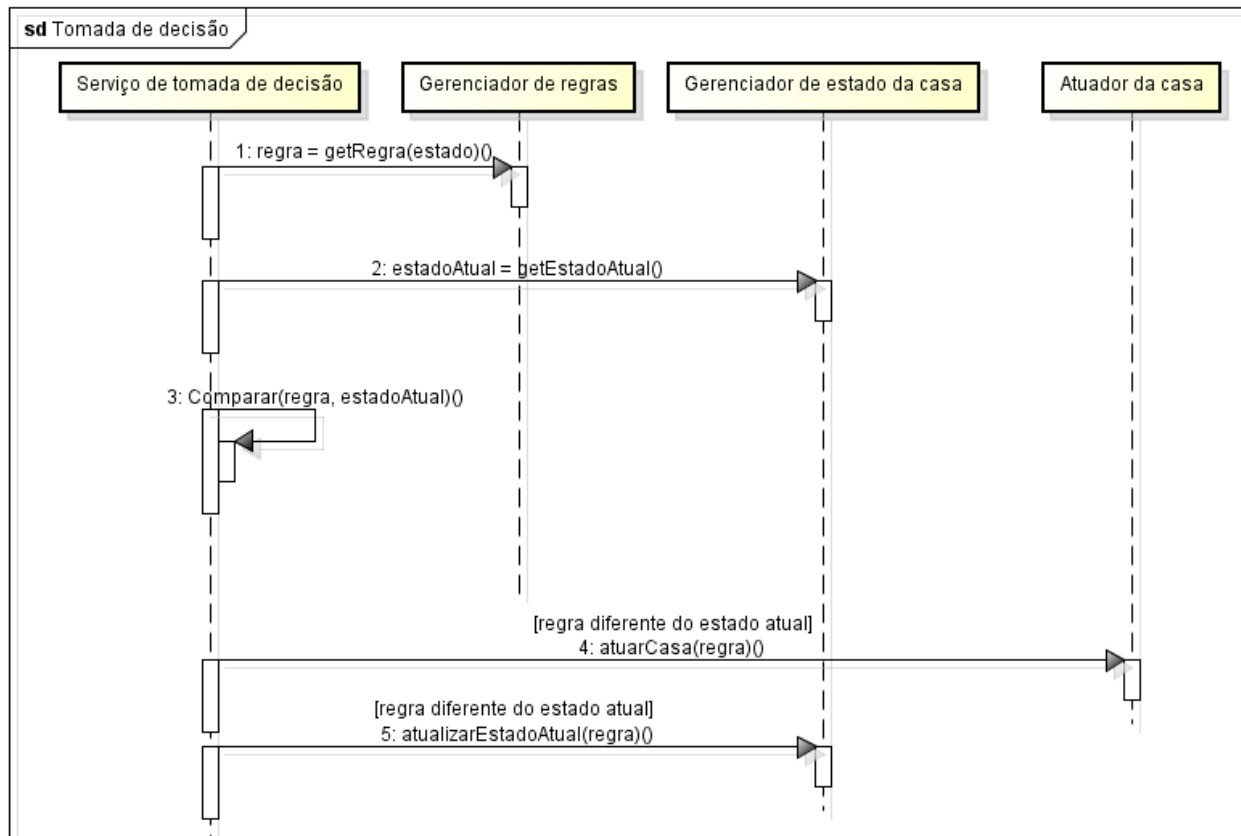 sd Tomada de decisão
Serviço de tomada de decisão
Gerenciador de regras
Gerenciador de estado da casa
Atuador da casa
1: regra = getRegra(estado)()
2: estadoAtual = getEstadoAtual()
3: Comparar(regra, estadoAtual)()
[regra diferente do estado atual]
4: atuarCasa(regra)()
[regra diferente do estado atual]
5: atualizarEstadoAtual(regra)()